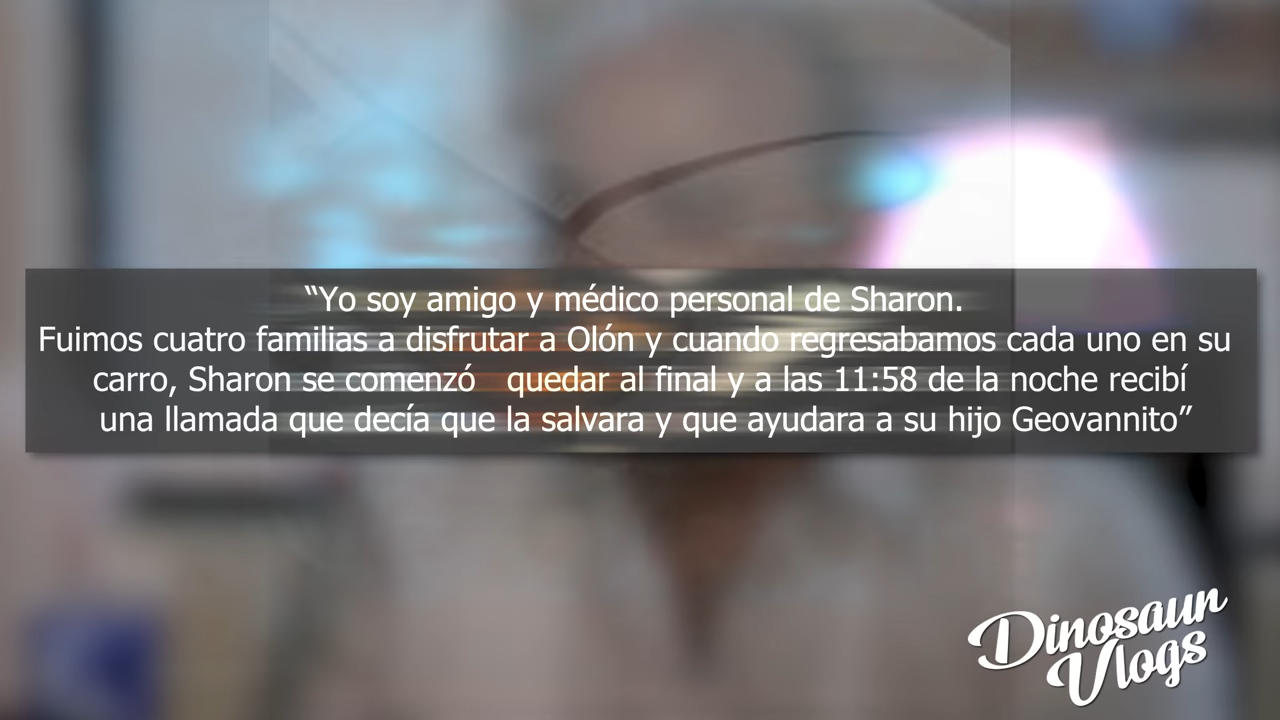 “Yo soy amigo y médico personal de Sharon.
Fuimos cuatro familias a disfrutar a Olón y cuando regresabamos cada uno en su
carro, Sharon se comenzó   quedar al final y a las 11:58 de la noche recibí
una llamada que decía que la salvara y que ayudara a su hijo Geovannito”
Dinosaun
Vlogs